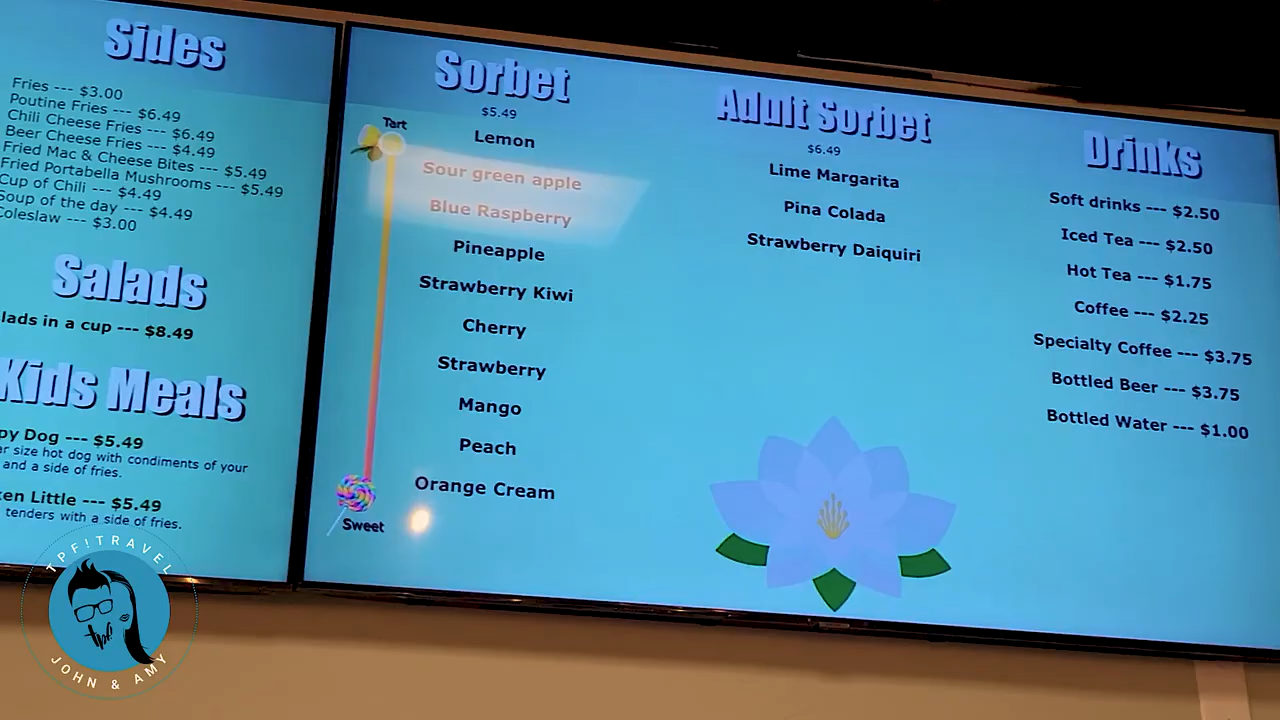 Sides
Fries --- $3.00
Poutine Fries --- $6.49
Chili Cheese Fries --- $6.49
Beer Cheese Fries --- $4.49
Fried Mac & Cheese Bites --- $5.49
Fried Portabella Mushrooms --- $5.49
Cup of Chili --- $4.49
Soup of the day --- $4.49
Coleslaw --- $3.00
Salads
lads in a cup --- $8.49
Kids Meals
py Dog --- $5.49
ar size hot dog with condiments of your
and a side of fries.
ken Little --- $5.49
tenders with a side of fries.
Sorbet
$5.49
Tart
Lemon
Sour green apple
Blue Raspberry
Pineapple
Strawberry Kiwi
Cherry
Strawberry
Mango
Peach
Orange Cream
Sweet
Adult Sorbet
$6.49
Lime Margarita
Pina Colada
Strawberry Daiquiri
Drinks
Soft drinks --- $2.50
Iced Tea --- $2.50
Hot Tea --- $1.75
Coffee --- $2.25
Specialty Coffee --- $3.75
Bottled Beer --- $3.75
Bottled Water --- $1.00
TPF!TRAVEL
tpf!
JOHN & AMY